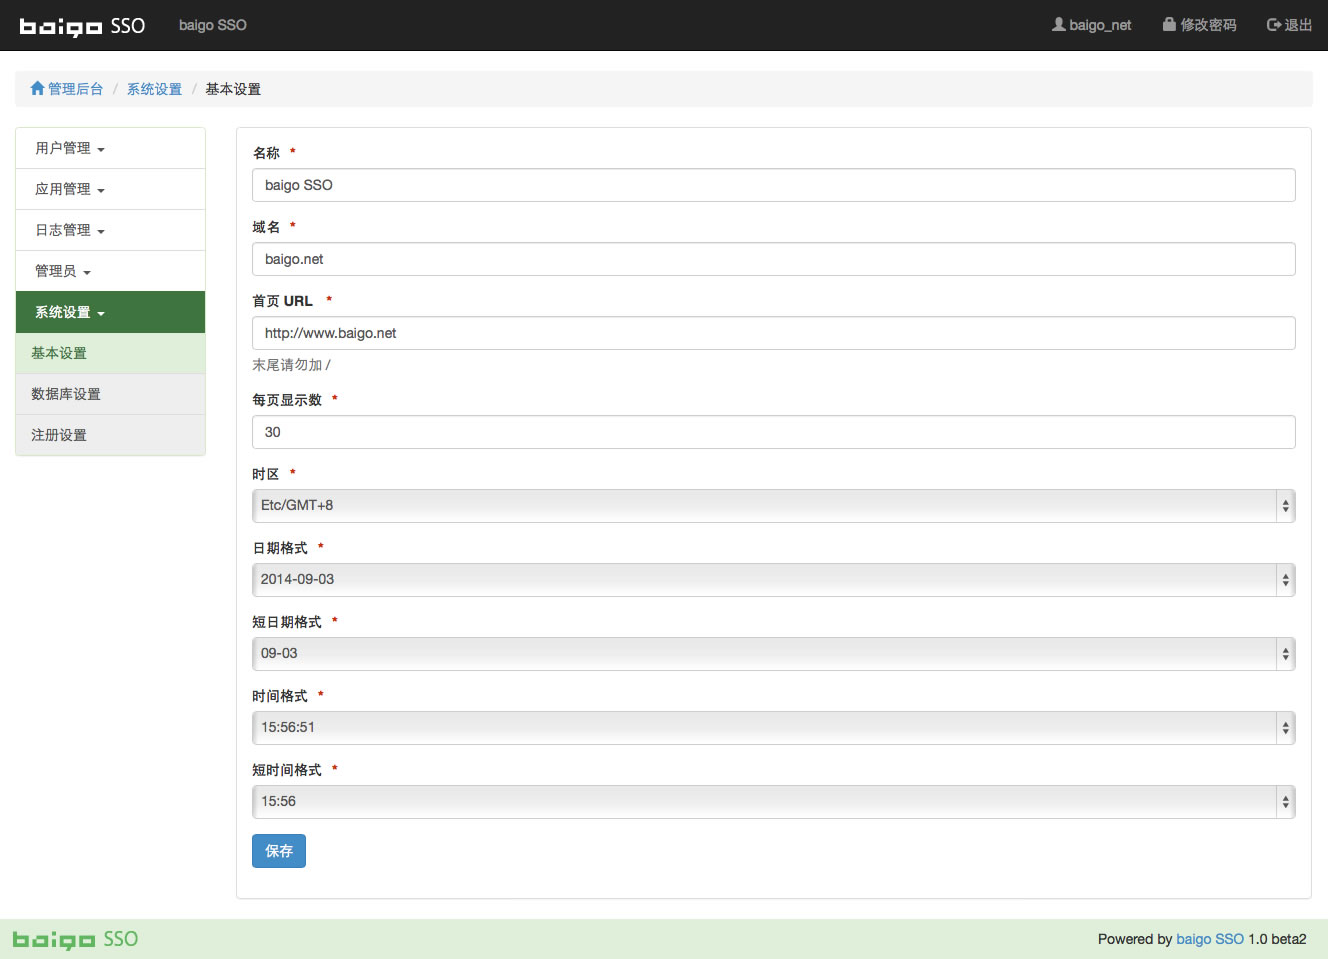 baigo SSO baigo SSO baigo_net 修改密码 退出
管理后台 / 系统设置 / 基本设置
用户管理
应用管理
日志管理
管理员
系统设置
基本设置
数据库设置
注册设置
名称 *
baigo SSO
域名 *
baigo.net
首页 URL *
http://www.baigo.net
末尾请勿加 /
每页显示数 *
30
时区 *
Etc/GMT+8
日期格式 *
2014-09-03
短日期格式 *
09-03
时间格式 *
15:56:51
短时间格式 *
15:56
保存
baigo SSO Powered by baigo SSO 1.0 beta2